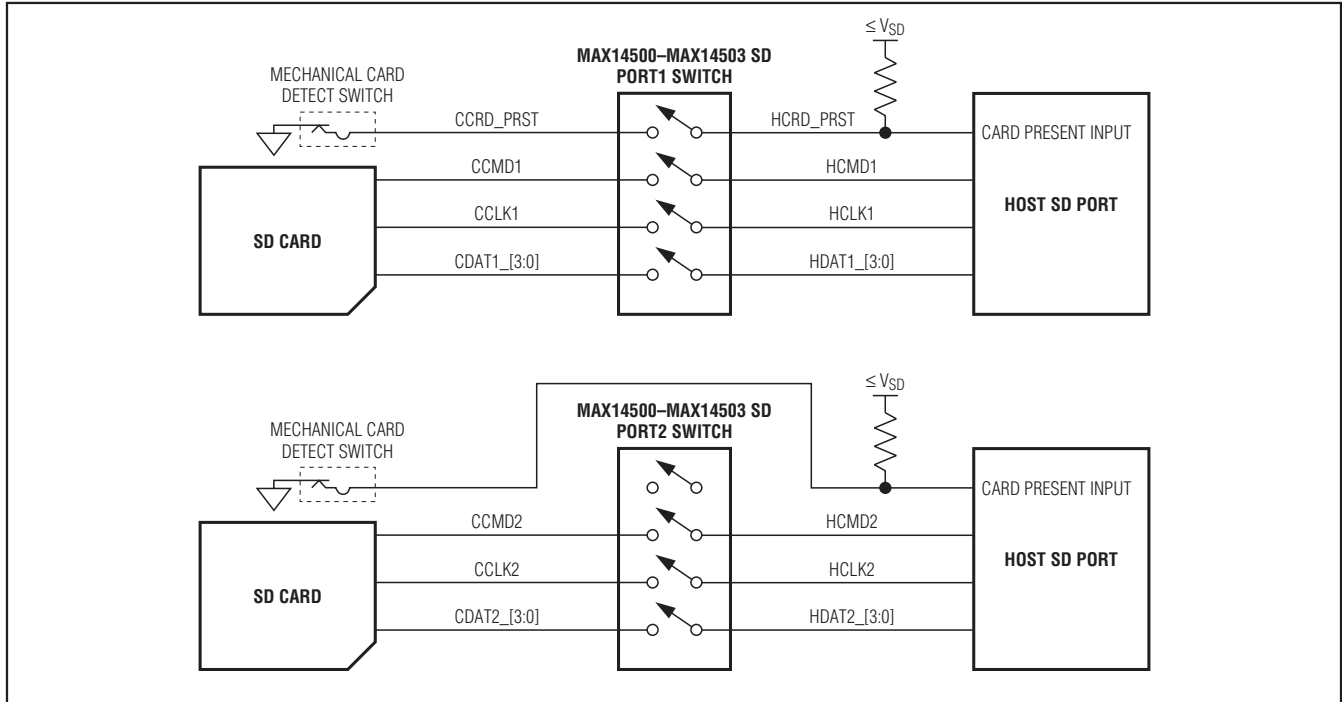 ≤ VSD
MAX14500–MAX14503 SD
PORT1 SWITCH
MECHANICAL CARD
DETECT SWITCH
CCRD_PRST
HCRD_PRST
CARD PRESENT INPUT
CCMD1
HCMD1
CCLK1
HCLK1
HOST SD PORT
SD CARD
CDAT1_[3:0]
HDAT1_[3:0]
≤ VSD
MAX14500–MAX14503 SD
PORT2 SWITCH
MECHANICAL CARD
DETECT SWITCH
CARD PRESENT INPUT
CCMD2
HCMD2
CCLK2
HCLK2
HOST SD PORT
SD CARD
CDAT2_[3:0]
HDAT2_[3:0]